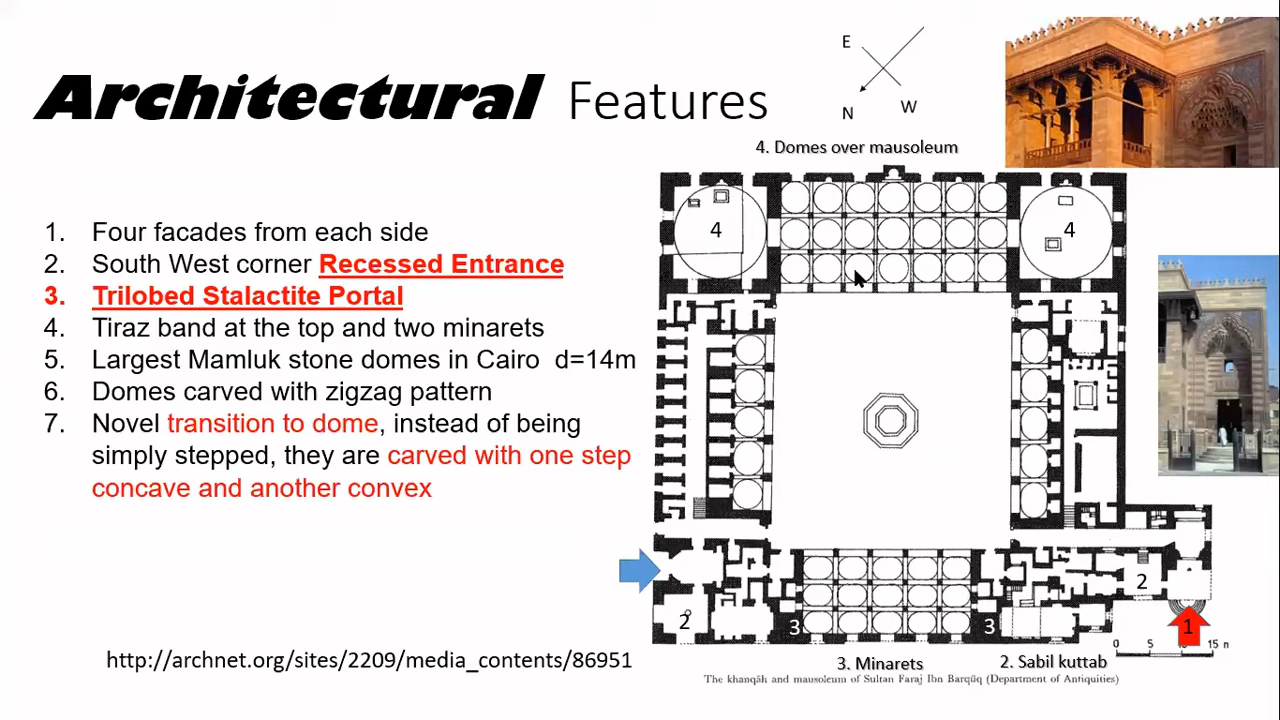 Architectural Features
1. Four facades from each side
2. South West corner Recessed Entrance
3. Trilobed Stalactite Portal
4. Tiraz band at the top and two minarets
5. Largest Mamluk stone domes in Cairo d=14m
6. Domes carved with zigzag pattern
7. Novel transition to dome, instead of being
simply stepped, they are carved with one step
concave and another convex
http://archnet.org/sites/2209/media_contents/86951
E
N
W
4. Domes over mausoleum
4
4
2
2
3
3
1
0 5 10 15 m
3. Minarets
2. Sabil kuttab
The khanqāh and mausoleum of Sultan Faraj Ibn Barqūq (Department of Antiquities)